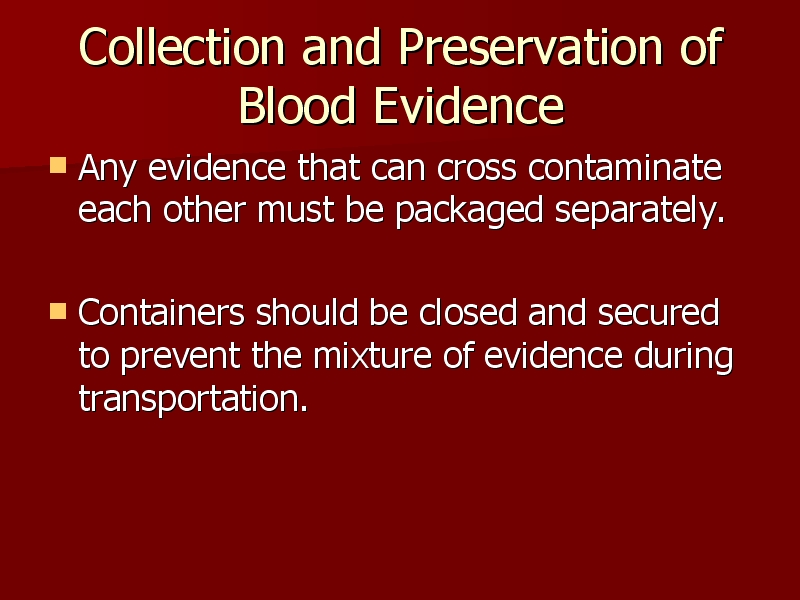 Collection and Preservation of
Blood Evidence
Any evidence that can cross contaminate
each other must be packaged separately.
Containers should be closed and secured
to prevent the mixture of evidence during
transportation.